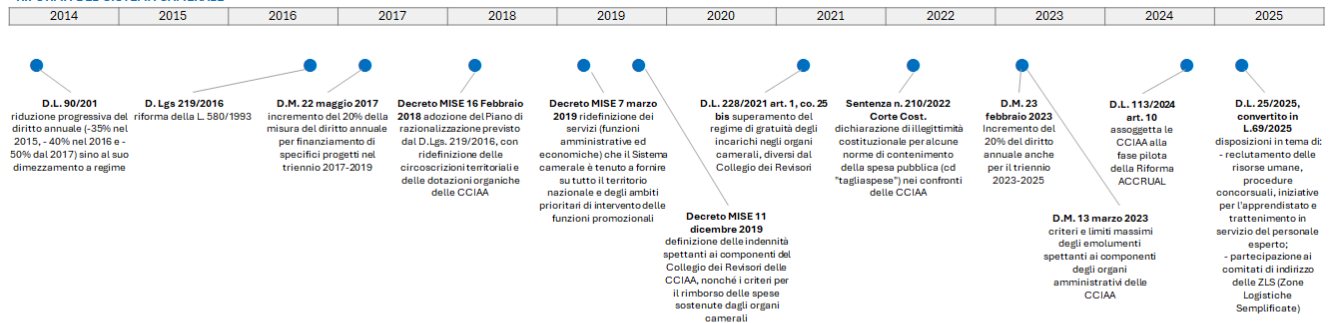 2014 2015 2016 2017 2018 2019 2020 2021 2022 2023 2024 2025
D.L. 90/201
riduzione progressiva del
diritto annuale (-35% nel
2015, - 40% nel 2016 e -
50% dal 2017) sino al suo
dimezzamento a regime
D. Lgs 219/2016
riforma della L. 580/1993
D.M. 22 maggio 2017
incremento del 20% della
misura del diritto annuale
per finanziamento di
specifici progetti nel
triennio 2017-2019
Decreto MISE 16 Febbraio
2018 adozione del Piano di
razionalizzazione previsto
dal D.Lgs. 219/2016, con
ridefinizione delle
circoscrizioni territoriali e
delle dotazioni organiche
delle CCIAA
Decreto MISE 7 marzo
2019 ridefinizione dei
servizi (funzioni
amministrative ed
economiche) che il Sistema
camerale è tenuto a fornire
su tutto il territorio
nazionale e degli ambiti
prioritari di intervento delle
funzioni promozionali
Decreto MISE 11
dicembre 2019
definizione delle indennità
spettanti ai componenti del
Collegio dei Revisori delle
CCIAA, nonché i criteri per
il rimborso delle spese
sostenute dagli organi
camerali
D.L. 228/2021 art. 1, co. 25
bis superamento del
regime di gratuità degli
incarichi negli organi
camerali, diversi dal
Collegio dei Revisori
Sentenza n. 210/2022
Corte Cost.
dichiarazione di illegittimità
costituzionale per alcune
norme di contenimento
della spesa pubblica (cd
"tagliaspese") nei confronti
delle CCIAA
D.M. 23
febbraio 2023
Incremento del
20% del diritto
annuale anche
per il triennio
2023-2025
D.M. 13 marzo 2023
criteri e limiti massimi
degli emolumenti
spettanti ai componenti
degli organi
amministrativi delle
CCIAA
D.L. 113/2024
art. 10
assoggetta le
CCIAA alla
fase pilota
della Riforma
ACCRUAL
D.L. 25/2025,
convertito in
L.69/2025
disposizioni in tema di:
- reclutamento delle
risorse umane,
procedure
concorsuali, iniziative
per l'apprendistato e
trattenimento in
servizio del personale
esperto;
- partecipazione ai
comitati di indirizzo
delle ZLS (Zone
Logistiche
Semplificate)